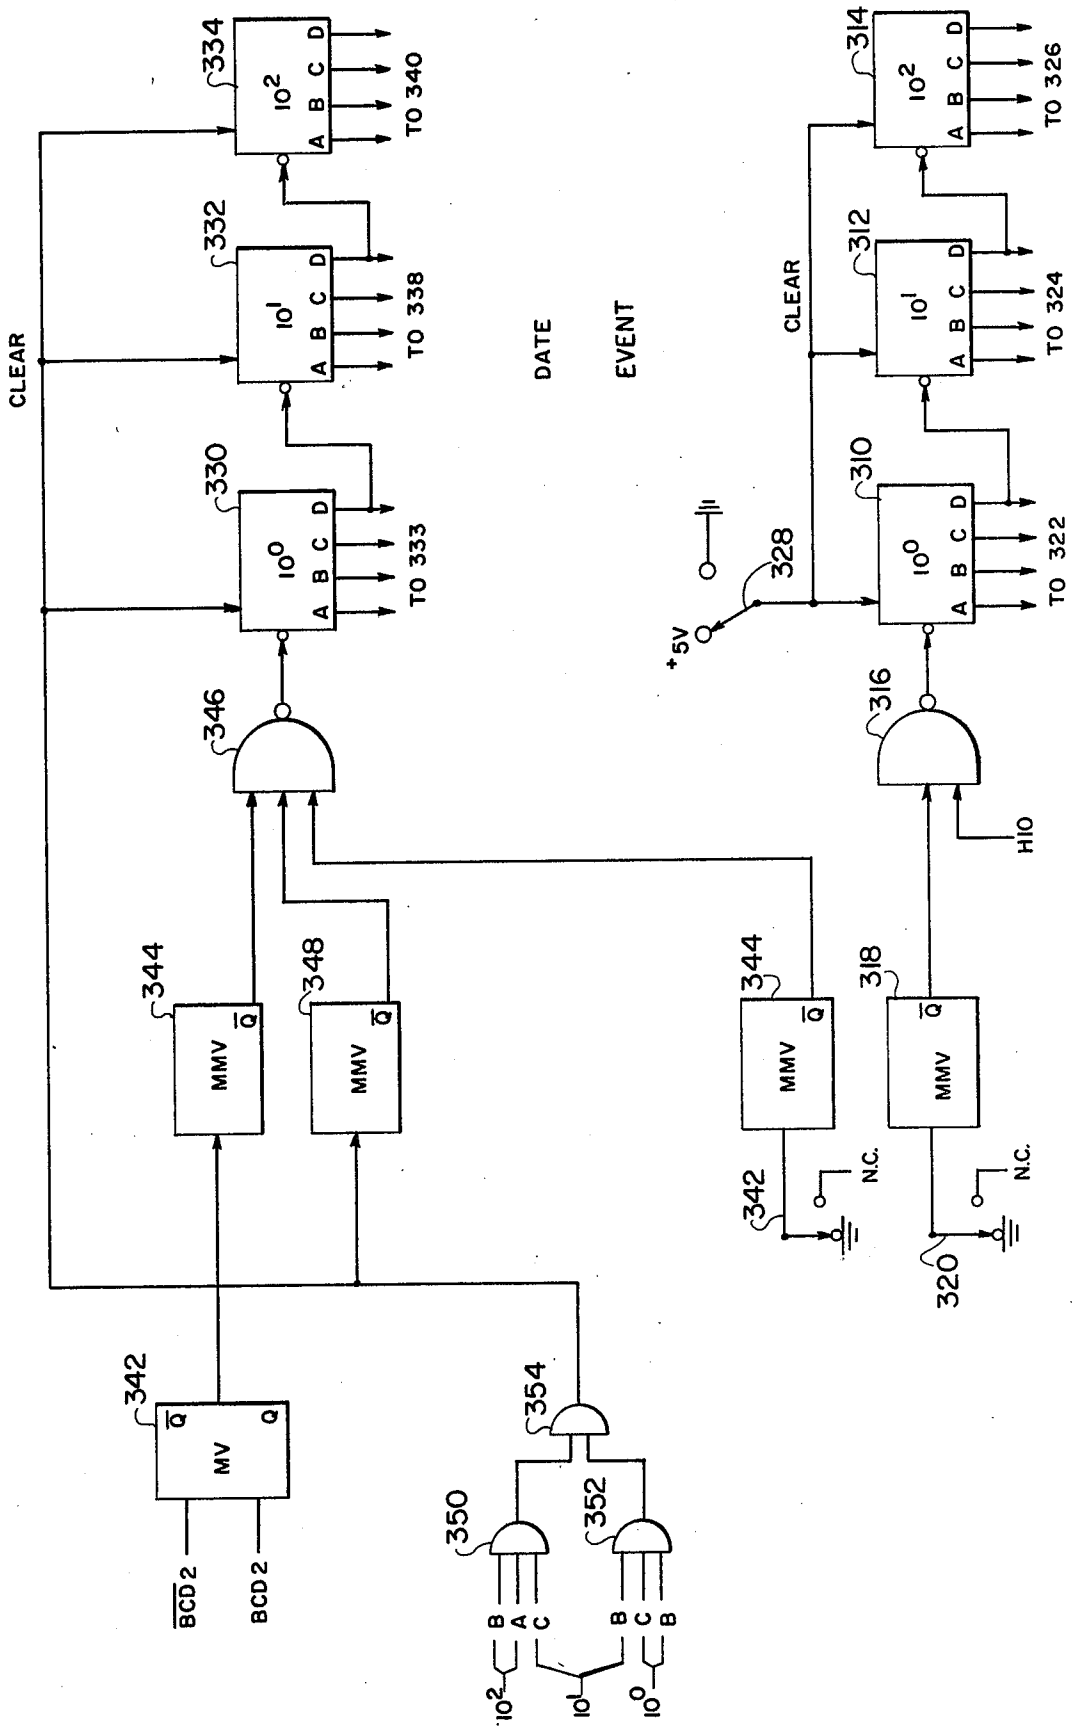 CLEAR
334
10²
A B C D
TO 340
332
10¹
A B C D
TO 338
330
10⁰
A B C D
TO 333
346
344
MMV
Q̅
348
MMV
Q̅
342
MV
Q̅
Q
B̅C̅D̅ 2
BCD 2
354
350
352
B
A
C
B
C
B
10²
10¹
10⁰
DATE
EVENT
314
10²
A B C D
TO 326
CLEAR
312
10¹
A B C D
TO 324
310
10⁰
A B C D
TO 322
+5V
328
316
H10
344
MMV
Q̅
342
N.C.
318
MMV
Q̅
320
N.C.